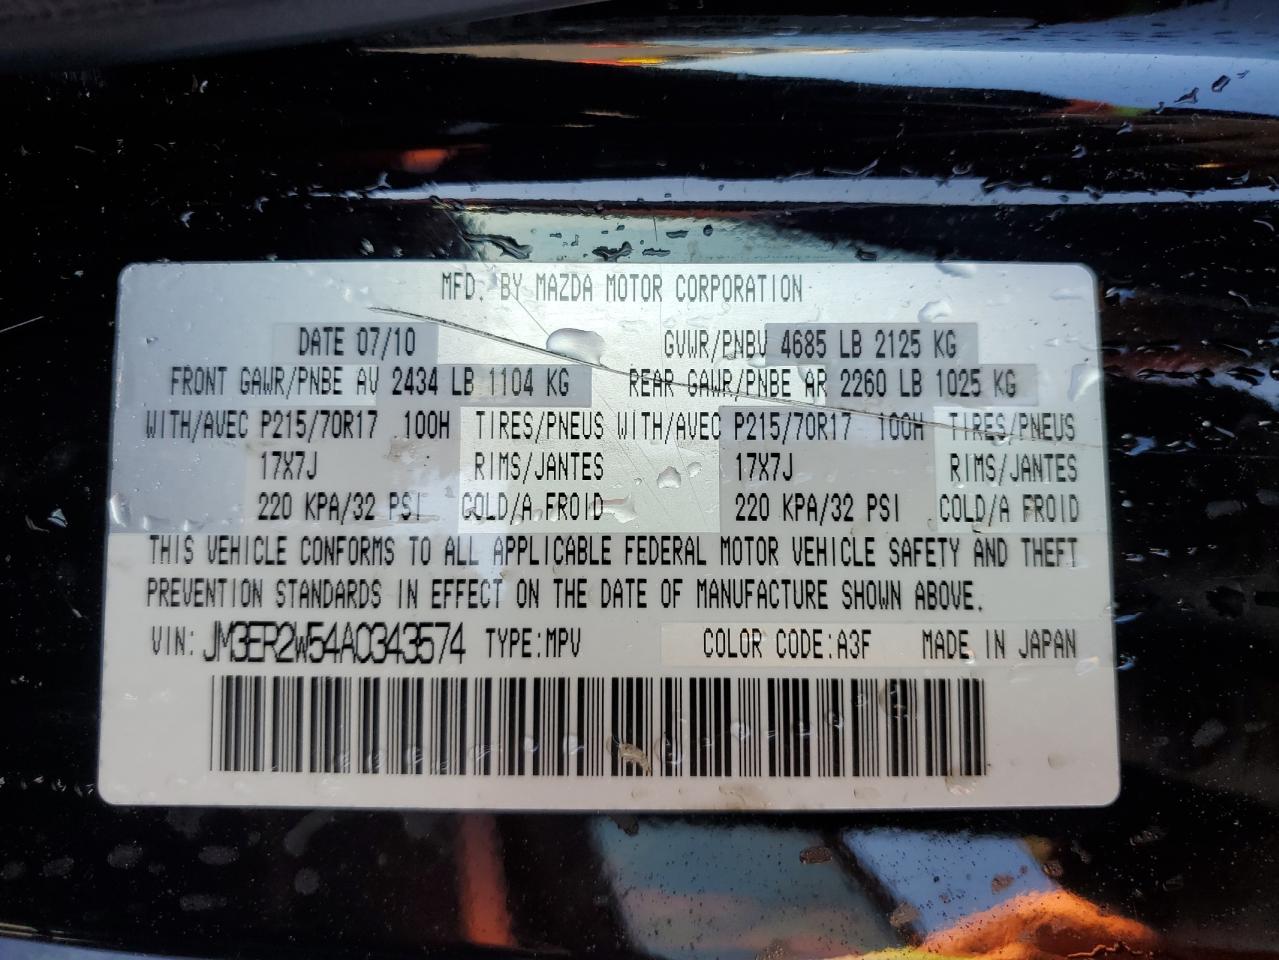 MFD. BY MAZDA MOTOR CORPORATION
DATE 07/10 GVWR/PNBV 4685 LB 2125 KG
FRONT GAWR/PNBE AV 2434 LB 1104 KG REAR GAWR/PNBE AR 2260 LB 1025 KG
WITH/AVEC P215/70R17 100H TIRES/PNEUS WITH/AVEC P215/70R17 100H TIRES/PNEUS
17X7J RIMS/JANTES 17X7J RIMS/JANTES
220 KPA/32 PSI COLD/A FROID 220 KPA/32 PSI COLD/A FROID
THIS VEHICLE CONFORMS TO ALL APPLICABLE FEDERAL MOTOR VEHICLE SAFETY AND THEFT
PREVENTION STANDARDS IN EFFECT ON THE DATE OF MANUFACTURE SHOWN ABOVE.
VIN: JM3ER2W54A0343574 TYPE:MPV COLOR CODE:A3F MADE IN JAPAN